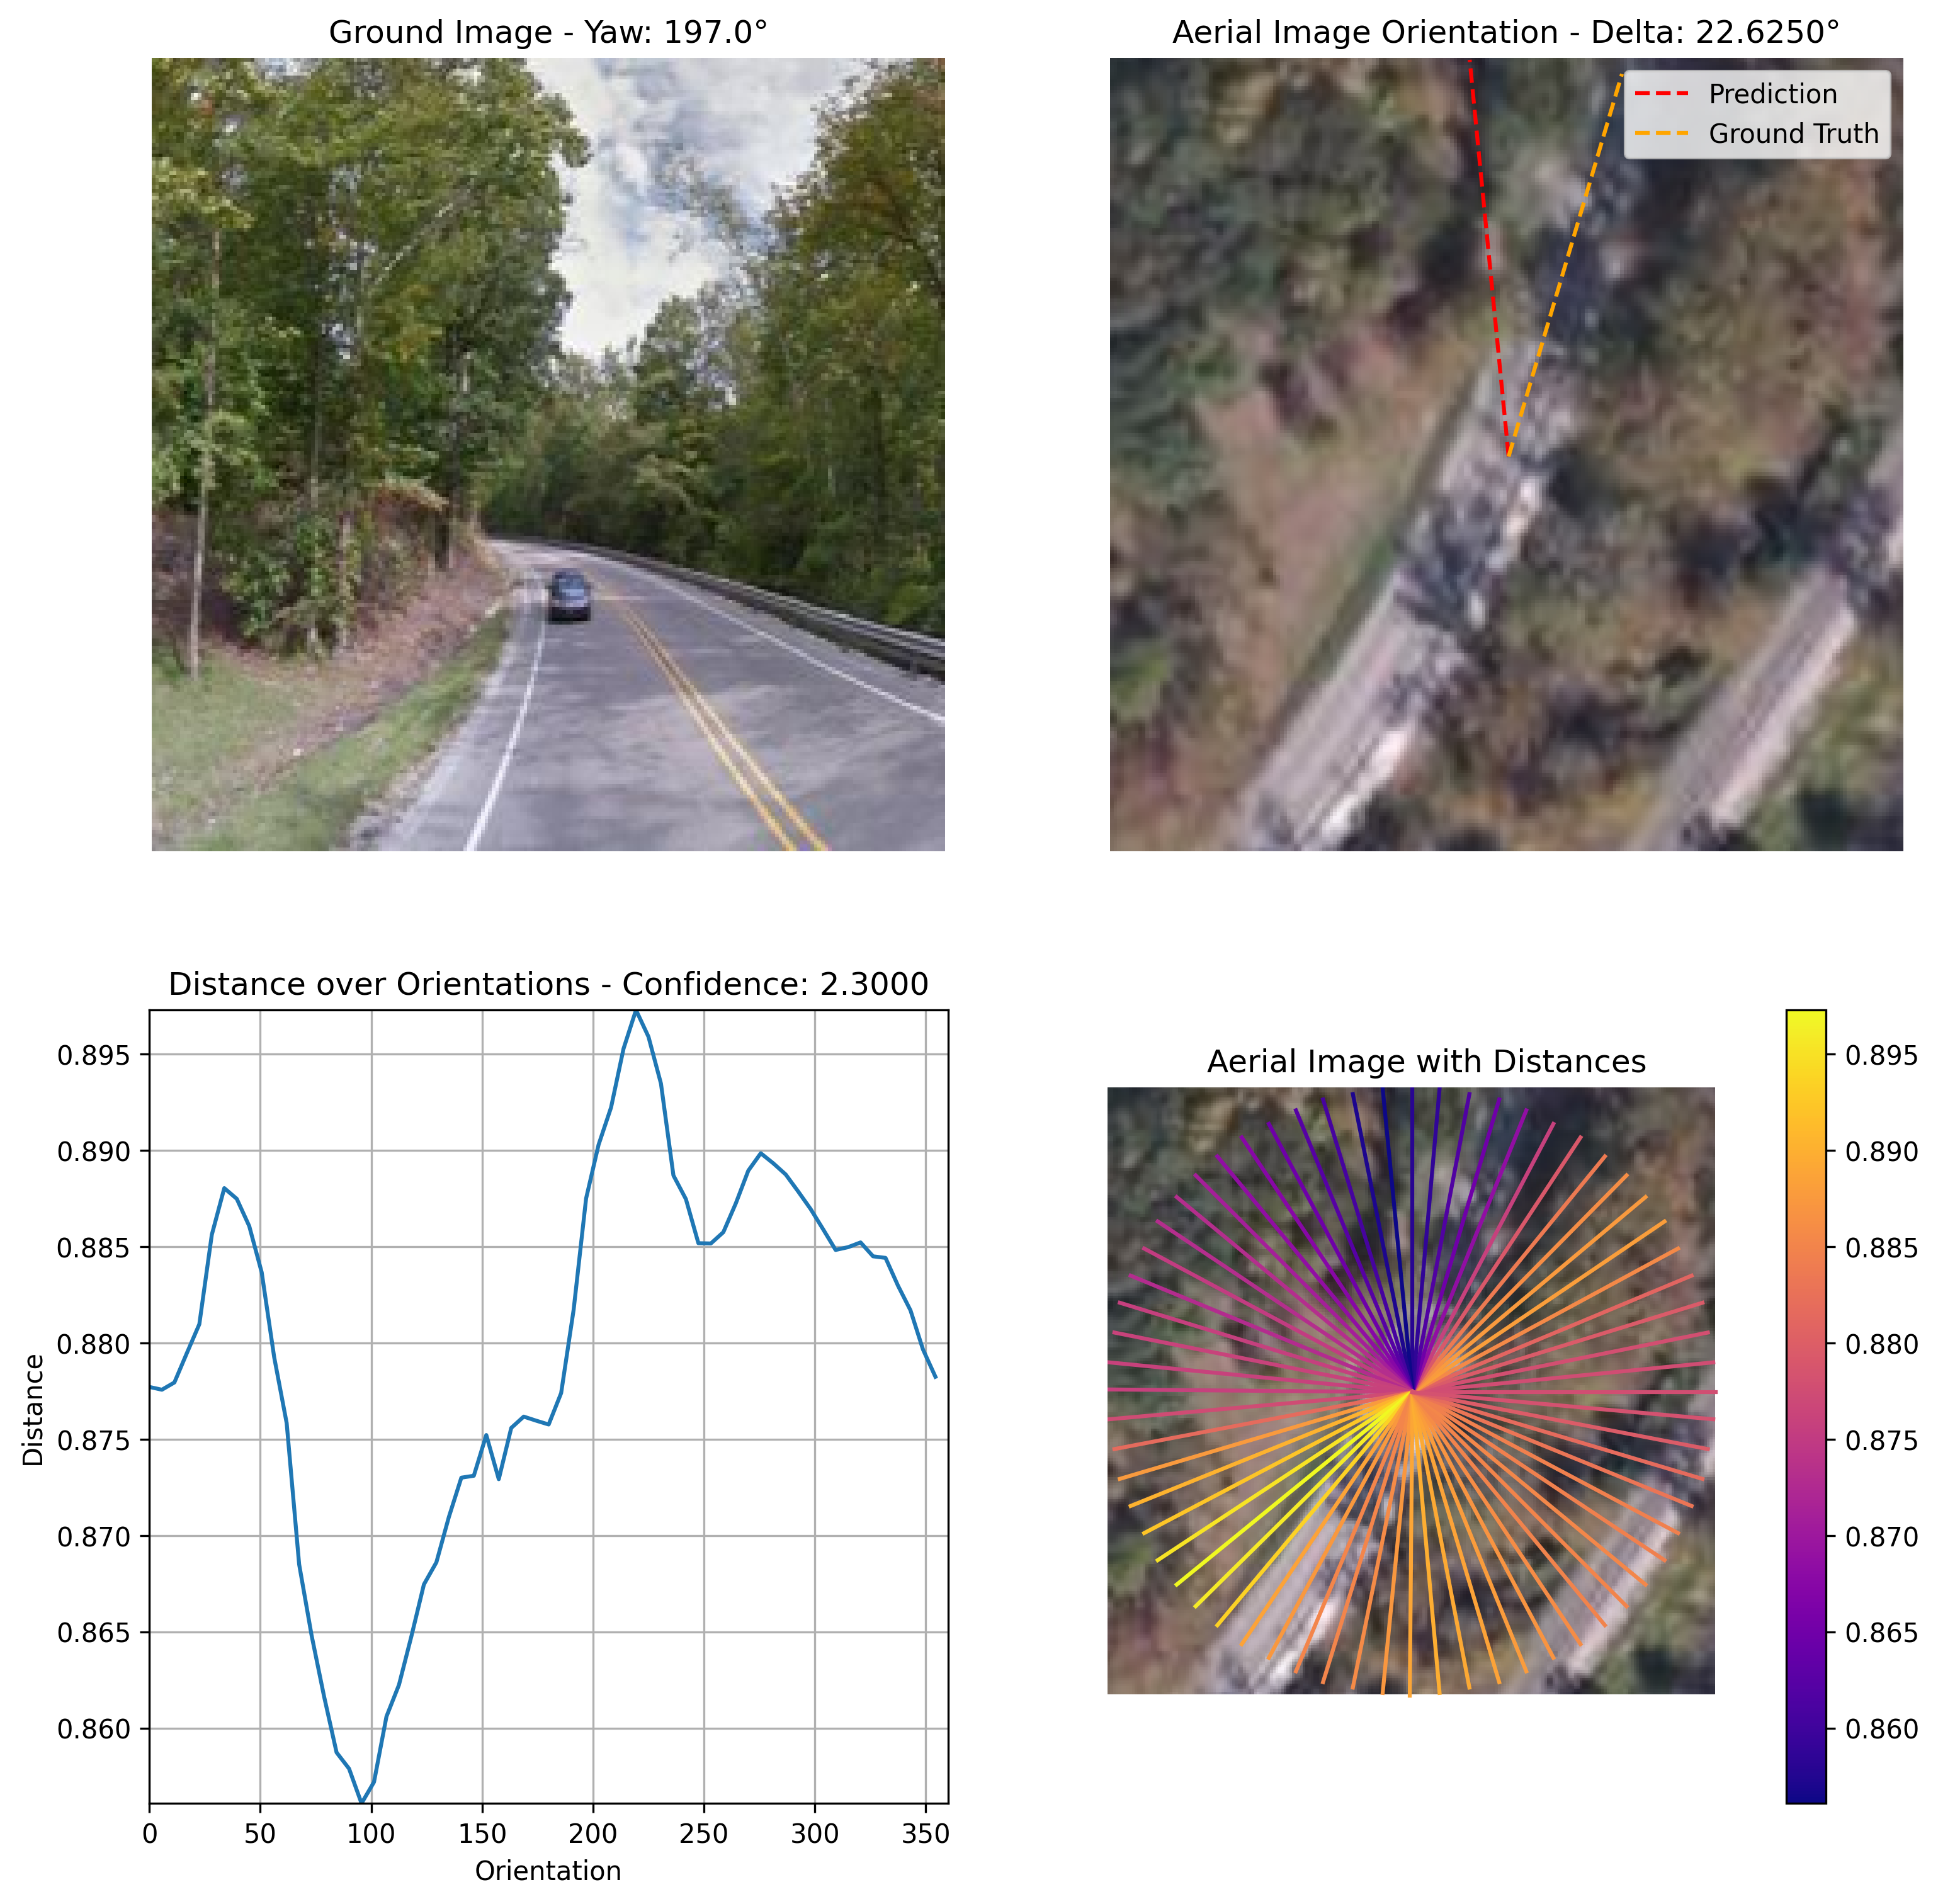 Ground Image - Yaw: 197.0°
Aerial Image Orientation - Delta: 22.6250°
Prediction
Ground Truth
Distance over Orientations - Confidence: 2.3000
0.895
0.890
0.885
0.880
0.875
0.870
0.865
0.860
Distance
0 50 100 150 200 250 300 350
Orientation
Aerial Image with Distances
0.895
0.890
0.885
0.880
0.875
0.870
0.865
0.860